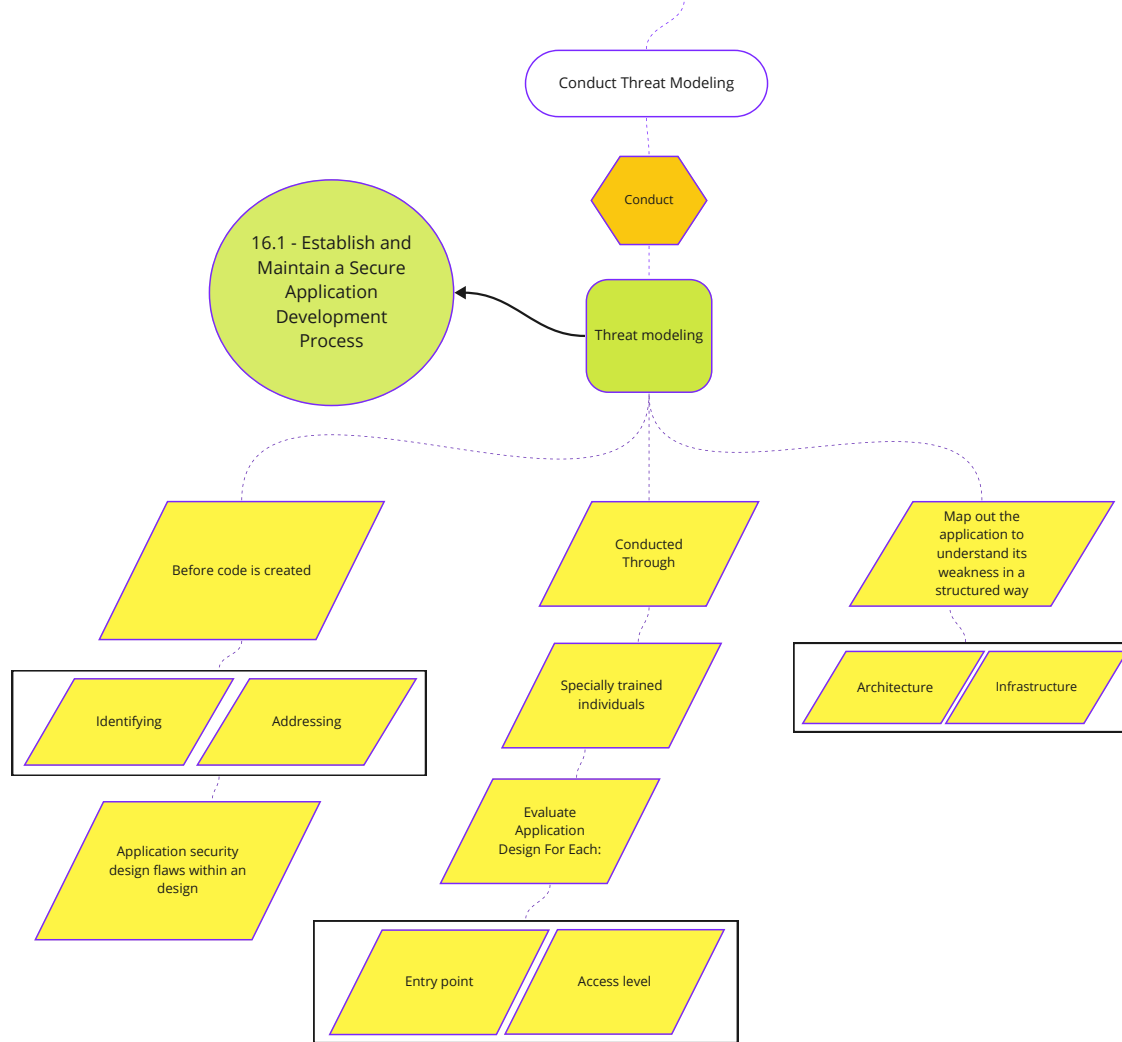 Conduct Threat Modeling
Conduct
16.1 - Establish and
Maintain a Secure
Application
Development
Process
Threat modeling
Before code is created
Conducted
Through
Map out the
application to
understand its
weakness in a
structured way
Identifying
Addressing
Specially trained
individuals
Architecture
Infrastructure
Application security
design flaws within an
design
Evaluate
Application
Design For Each:
Entry point
Access level